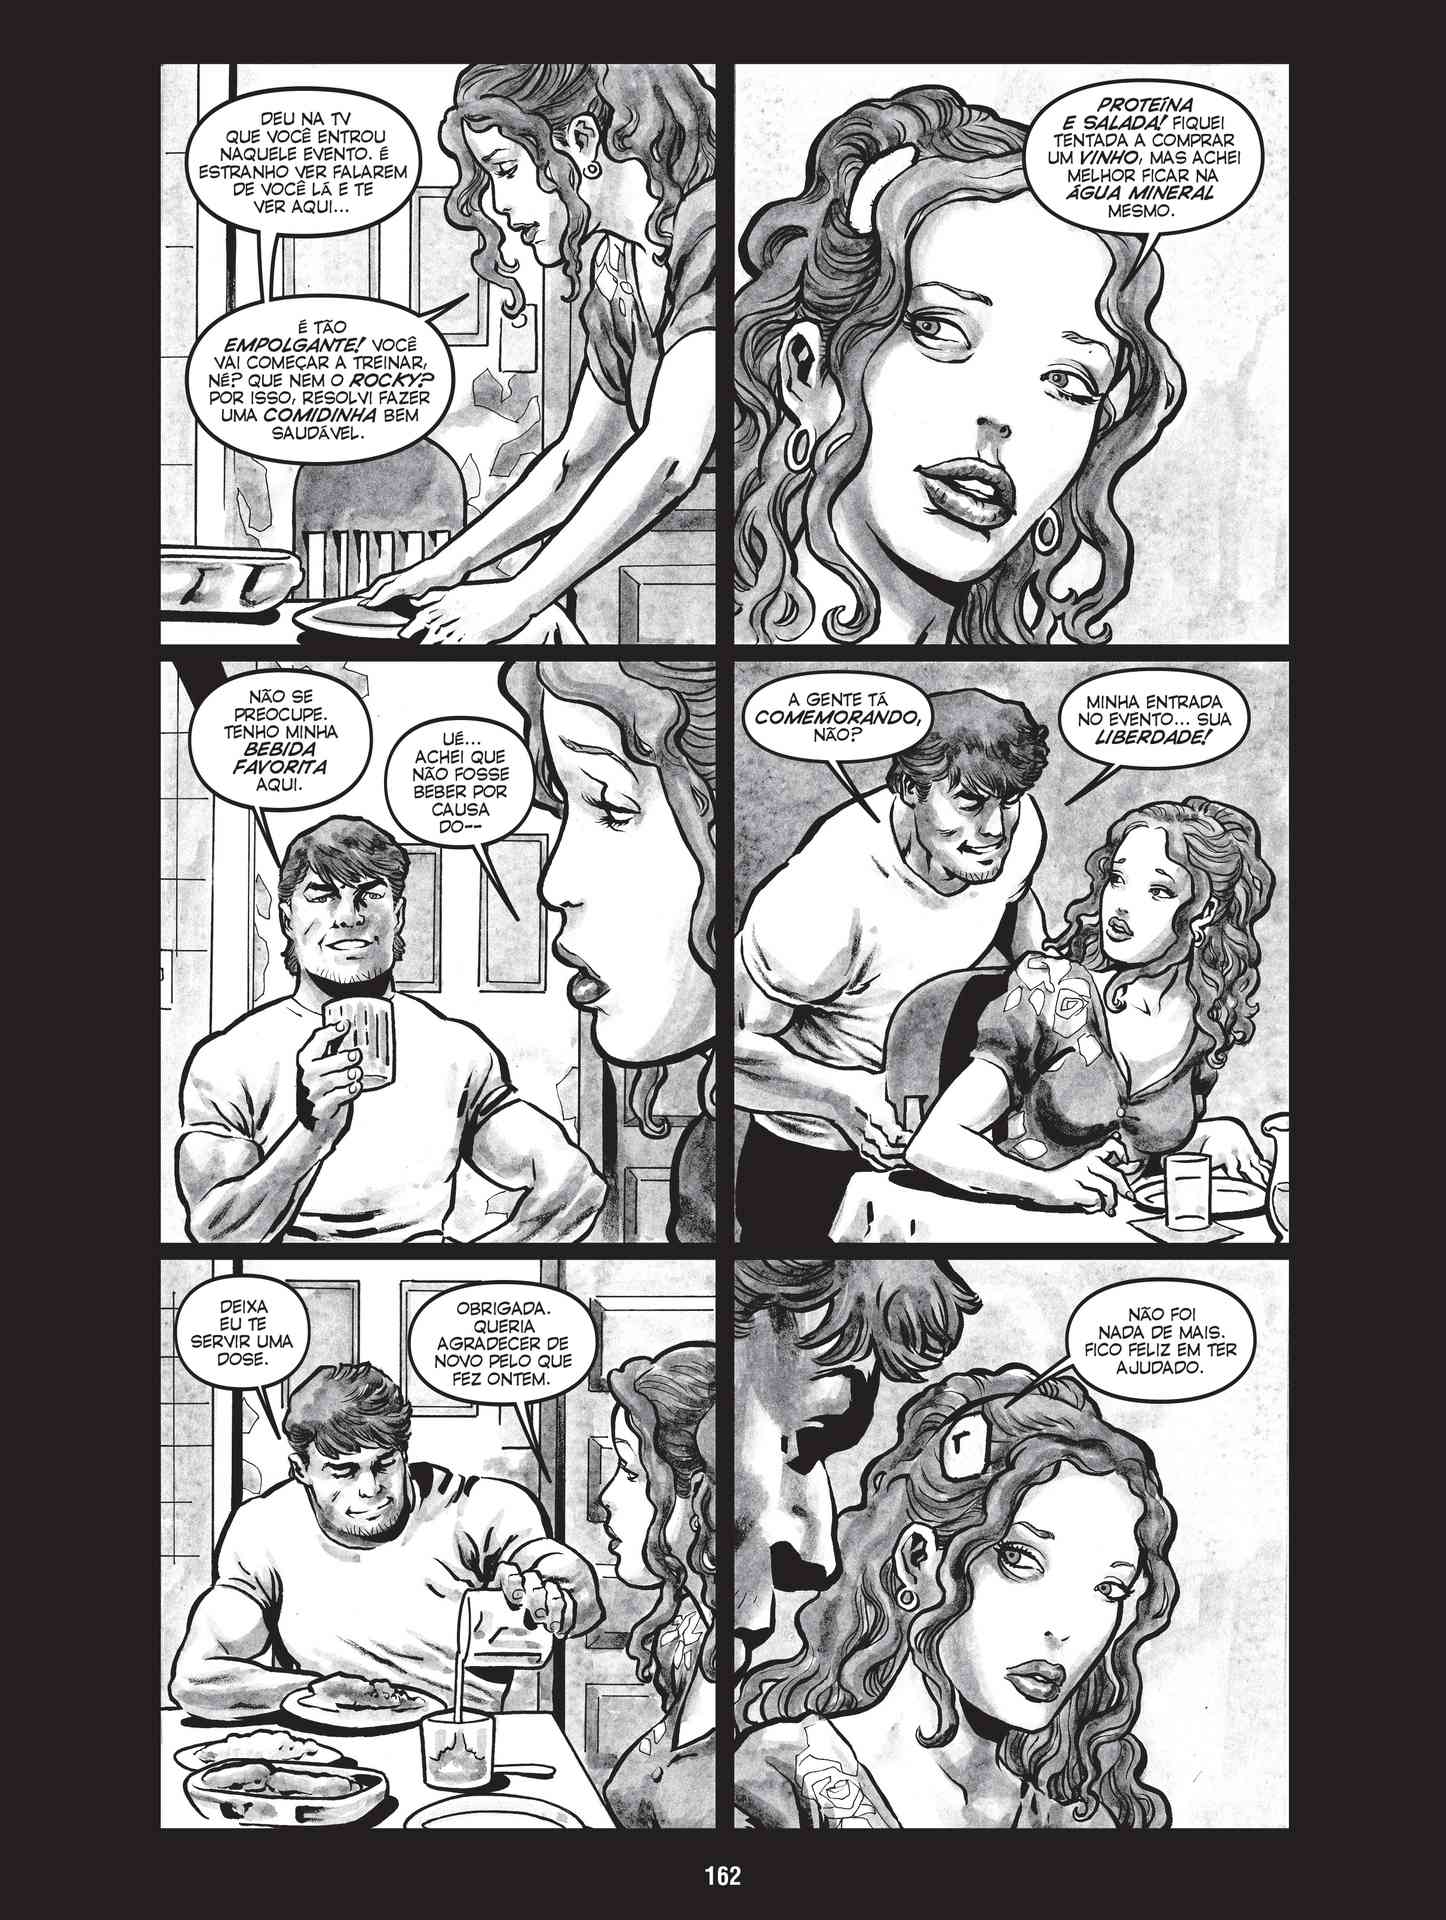 DEU NA TV
QUE VOCÊ ENTROU
NAQUELE EVENTO. É
ESTRANHO VER FALAREM
DE VOCÊ LÁ E TE
VER AQUI...
É TÃO
EMPOLGANTE! VOCÊ
VAI COMEÇAR A TREINAR,
NÉ? QUE NEM O ROCKY?
POR ISSO, RESOLVI FAZER
UMA COMIDINHA BEM
SAUDÁVEL.
PROTEÍNA
E SALADA! FIQUEI
TENTADA A COMPRAR
UM VINHO, MAS ACHEI
MELHOR FICAR NA
ÁGUA MINERAL
MESMO.
NÃO SE
PREOCUPE.
TENHO MINHA
BEBIDA
FAVORITA
AQUI.
UÉ...
ACHEI QUE
NÃO FOSSE
BEBER POR
CAUSA
DO--
A GENTE TÁ
COMEMORANDO,
NÃO?
MINHA ENTRADA
NO EVENTO... SUA
LIBERDADE!
DEIXA
EU TE
SERVIR UMA
DOSE.
OBRIGADA.
QUERIA
AGRADECER DE
NOVO PELO QUE
FEZ ONTEM.
NÃO FOI
NADA DE MAIS.
FICO FELIZ EM TER
AJUDADO.
162